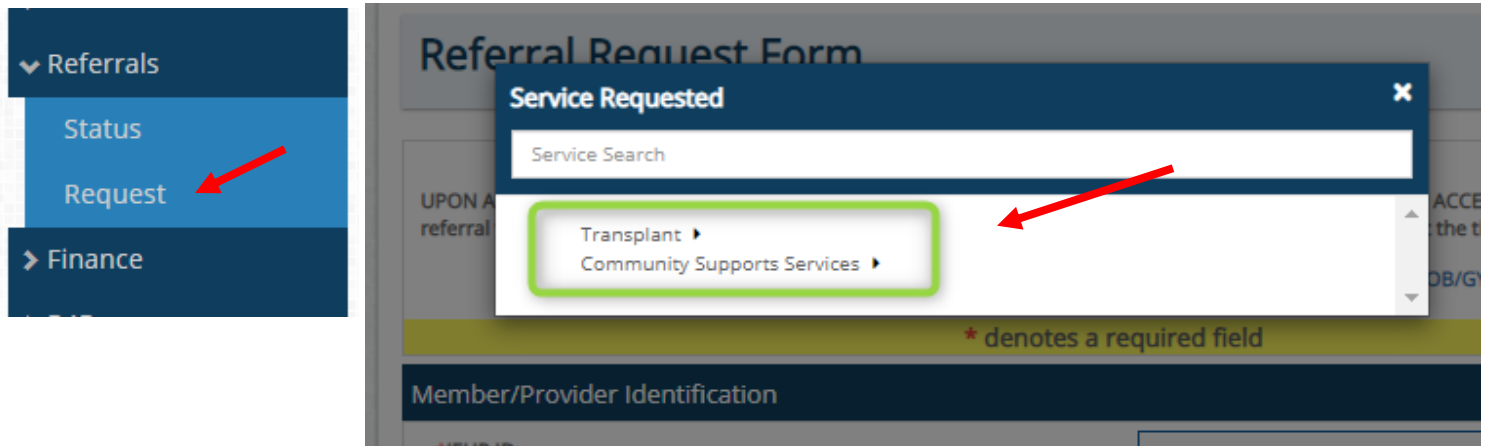 Referrals
Status
Request
Finance
Referral Request Form
Service Requested
Service Search
UPON A
referral
ACCE
the t
Transplant
Community Supports Services
OB/GY
* denotes a required field
Member/Provider Identification